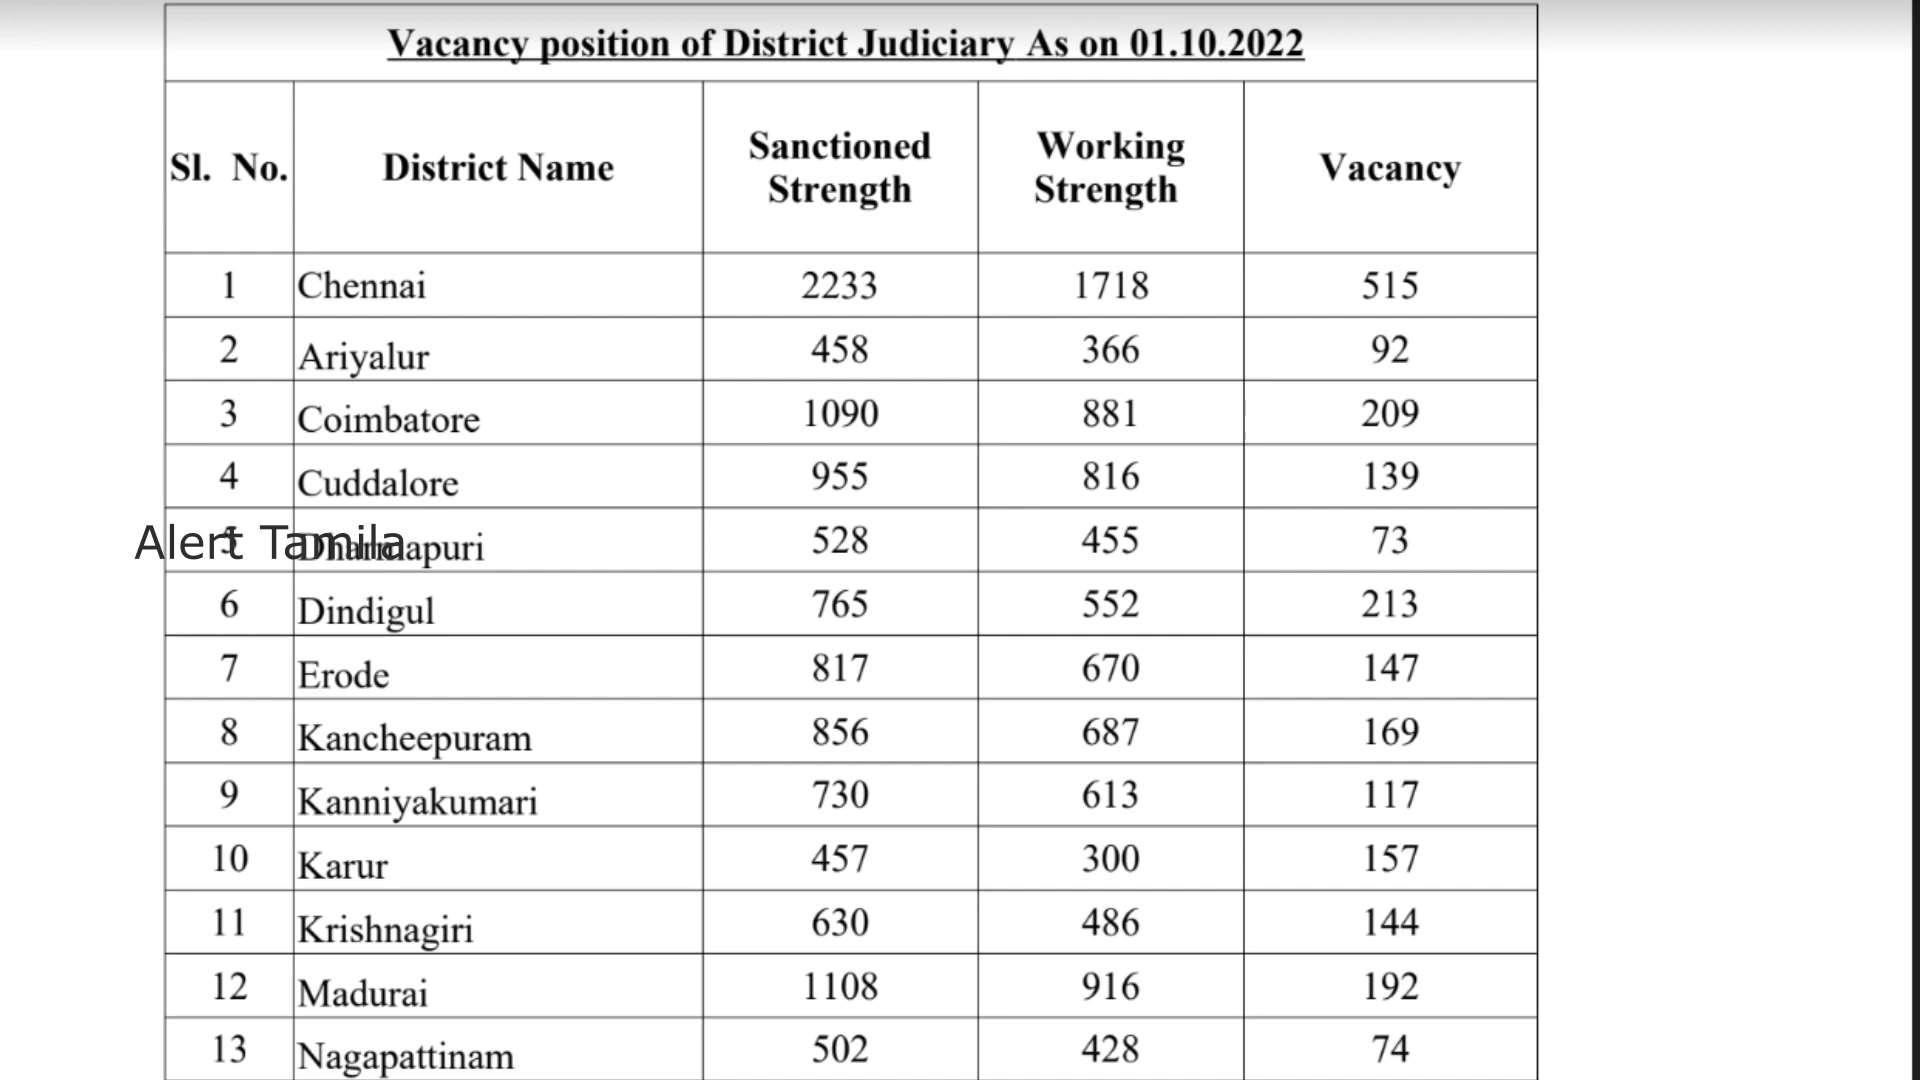 Vacancy position of District Judiciary As on 01.10.2022
Sl. No. District Name Sanctioned Strength Working Strength Vacancy
1 Chennai 2233 1718 515
2 Ariyalur 458 366 92
3 Coimbatore 1090 881 209
4 Cuddalore 955 816 139
5 Dharmapuri 528 455 73
Alert Tamila
6 Dindigul 765 552 213
7 Erode 817 670 147
8 Kancheepuram 856 687 169
9 Kanniyakumari 730 613 117
10 Karur 457 300 157
11 Krishnagiri 630 486 144
12 Madurai 1108 916 192
13 Nagapattinam 502 428 74